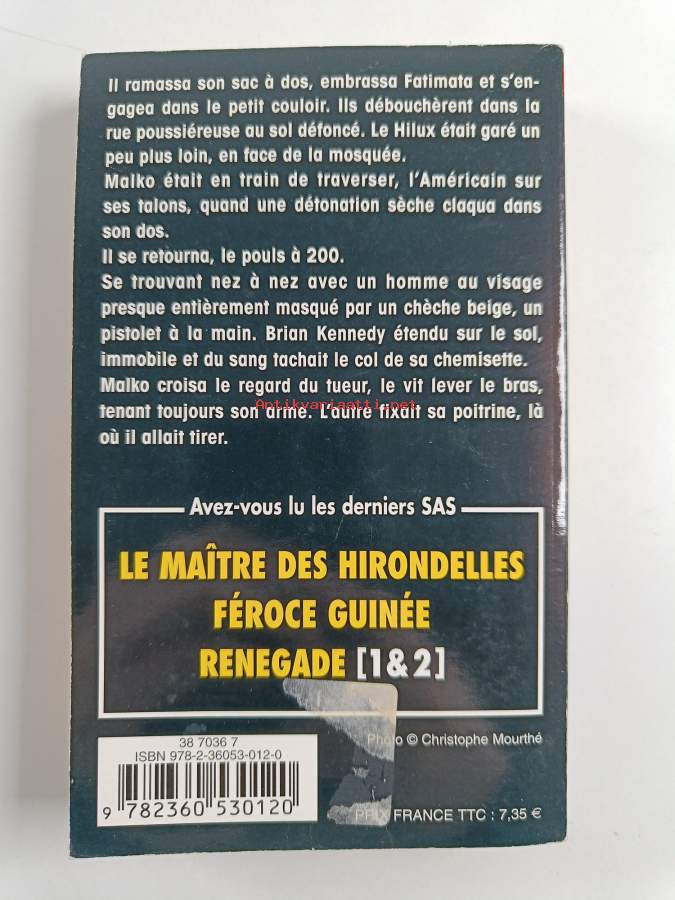 Il ramassa son sac à dos, embrassa Fatimata et s'en-
gagea dans le petit couloir. Ils débouchèrent dans la
rue poussiéreuse au sol défoncé. Le Hilux était garé un
peu plus loin, en face de la mosquée.
Malko était en train de traverser, l'Américain sur
ses talons, quand une détonation sèche claqua dans
son dos.
Il se retourna, le pouls à 200.
Se trouvant nez à nez avec un homme au visage
presque entièrement masqué par un chèche beige, un
pistolet à la main. Brian Kennedy étendu sur le sol,
immobile et du sang tachait le col de sa chemisette.
Malko croisa le regard du tueur, le vit lever le bras,
tenant toujours son arme. L'autre fixait sa poitrine, là
Antikvariaatti.net
où il allait tirer.
Avez-vous lu les derniers SAS
LE MAÎTRE DES HIRONDELLES
FÉROCE GUINÉE
RENEGADE [1&2]
38 7036 7
ISBN 978-2-36053-012-0
9 782360 530120
Photo © Christophe Mourthé
PRIX FRANCE TTC : 7,35 €